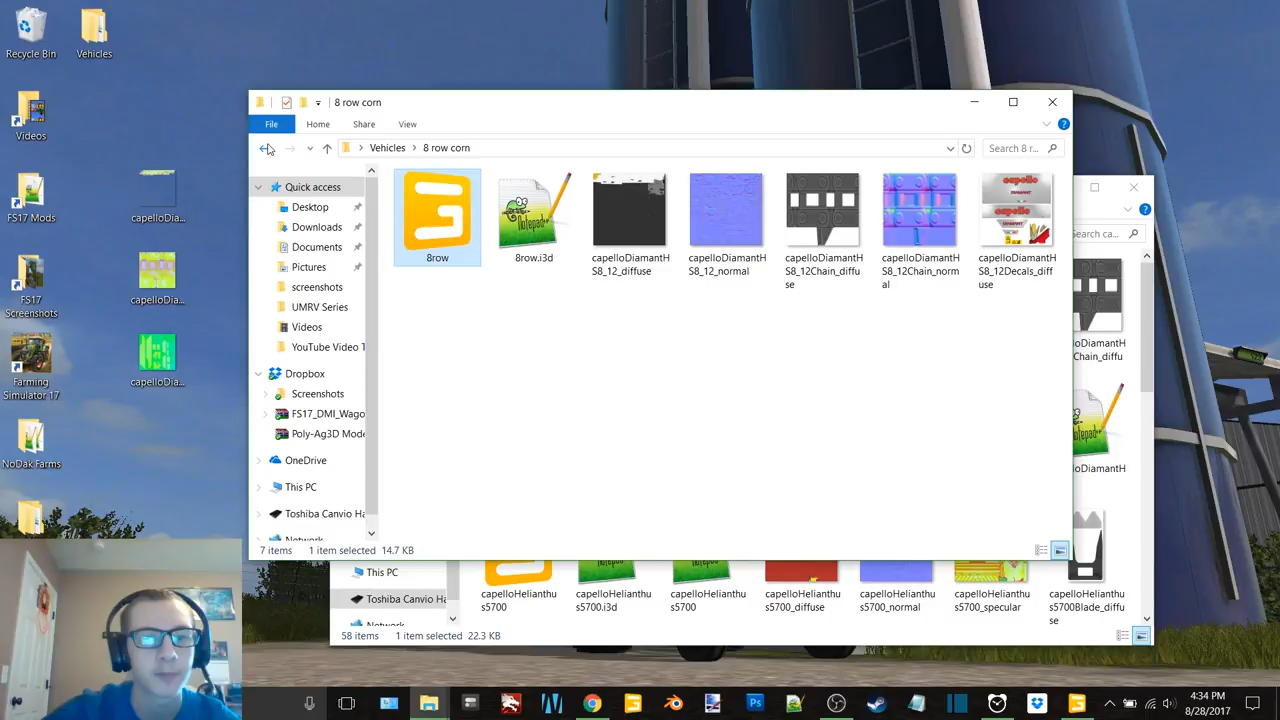 Recycle Bin
Vehicles
Videos
FS17 Mods
FS17
Screenshots
Farming
Simulator 17
NoDak Farms
capelloDia...
capelloDia...
capelloDia...
8 row corn
File
Home
Share
View
Vehicles
8 row corn
Search 8 r...
Quick access
Desktop
Downloads
Documents
Pictures
screenshots
UMRV Series
Videos
YouTube Video T
Dropbox
Screenshots
FS17_DMI_Wago
Poly-Ag3D Mode
OneDrive
This PC
Toshiba Canvio Ha
Network
8row
8row.i3d
capelloDiamantH
S8_12_diffuse
capelloDiamantH
S8_12_normal
capelloDiamantH
S8_12Chain_diffu
se
capelloDiamantH
S8_12Chain_norm
al
capelloDiamantH
S8_12Decals_diff
use
7 items
1 item selected
14.7 KB
Search ca...
loDiamantH
Chain_diffu
loDiamantH
This PC
Toshiba Canvio Ha
Network
capelloHelianthu
s5700
capelloHelianthu
s5700.i3d
capelloHelianthu
s5700
capelloHelianthu
s5700_diffuse
capelloHelianthu
s5700_normal
capelloHelianthu
s5700_specular
capelloHelianthu
s5700Blade_diffu
se
58 items
1 item selected
22.3 KB
4:34 PM
8/28/2017